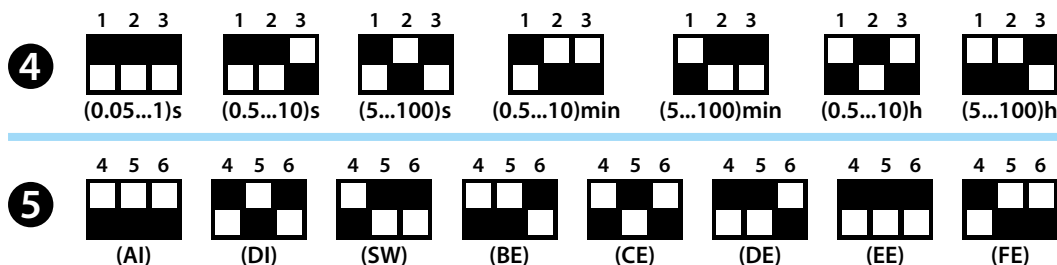 4
1 2 3 1 2 3 1 2 3 1 2 3 1 2 3 1 2 3 1 2 3
(0.05...1)s (0.5...10)s (5...100)s (0.5...10)min (5...100)min (0.5...10)h (5...100)h
5
4 5 6 4 5 6 4 5 6 4 5 6 4 5 6 4 5 6 4 5 6 4 5 6
(AI) (DI) (SW) (BE) (CE) (DE) (EE) (FE)